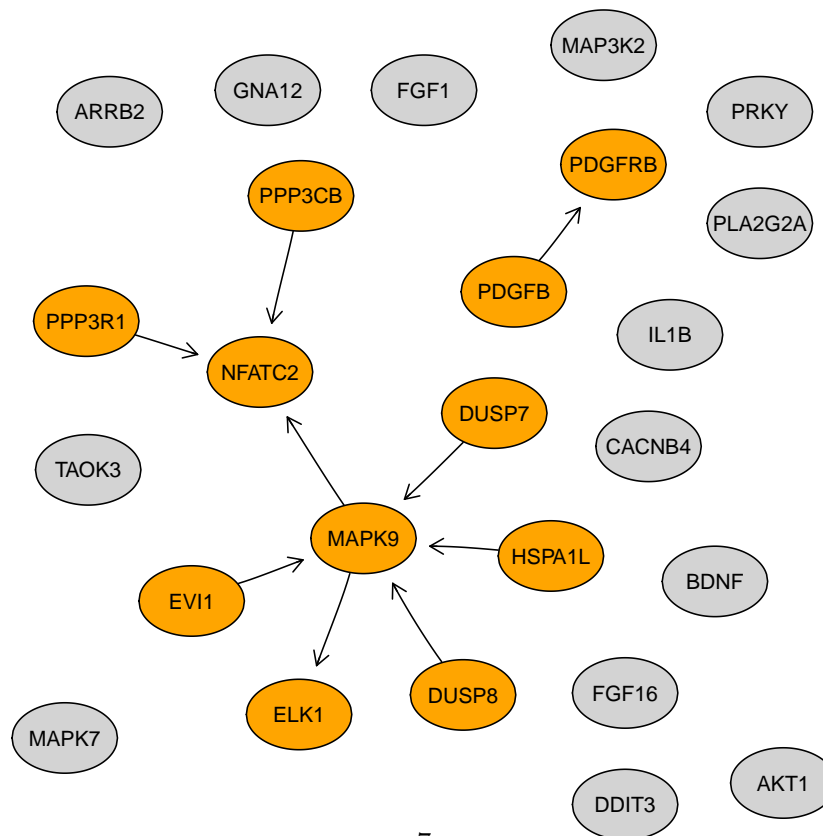 MAP3K2
GNA12
FGF1
ARRB2
PRKY
PDGFRB
PPP3CB
PLA2G2A
PDGFB
PPP3R1
IL1B
NFATC2
DUSP7
CACNB4
TAOK3
MAPK9
HSPA1L
BDNF
EVI1
FGF16
DUSP8
ELK1
MAPK7
AKT1
DDIT3